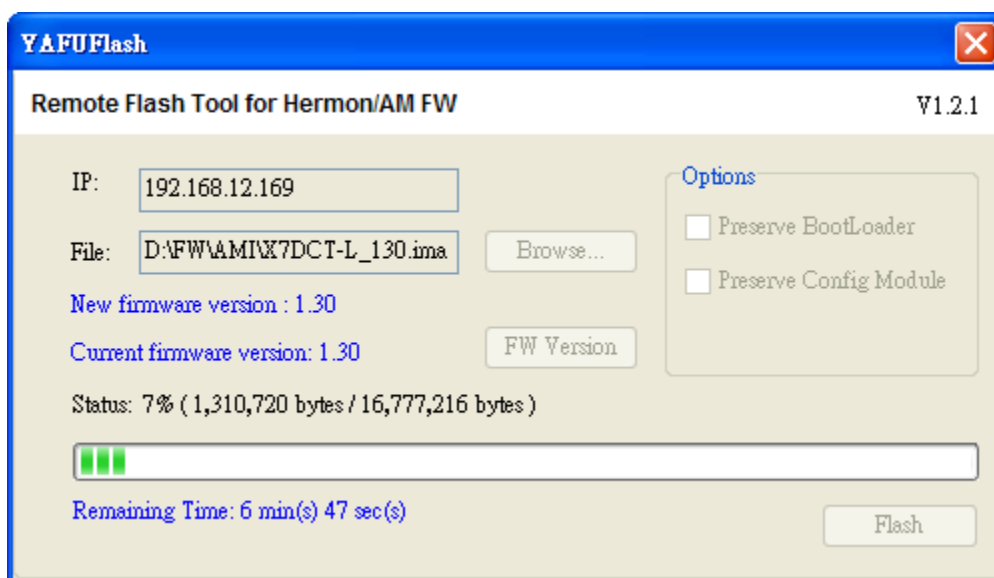 YAFUFlash
Remote Flash Tool for Hermon/AM FW
V1.2.1
IP:
192.168.12.169
Options
Preserve BootLoader
File:
D:\FW\AMI\X7DCT-L_130.ima
Browse...
Preserve Config Module
New firmware version : 1.30
Current firmware version: 1.30
FW Version
Status: 7% ( 1,310,720 bytes / 16,777,216 bytes )
Remaining Time: 6 min(s) 47 sec(s)
Flash